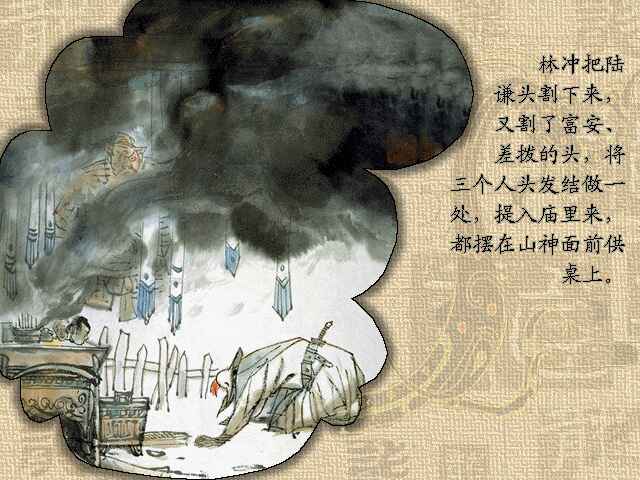 林冲把陆
谦头割下来，
又割了富安、
差拨的头，将
三个人头发结做一
处，提入庙里来，
都摆在山神面前供
桌上。